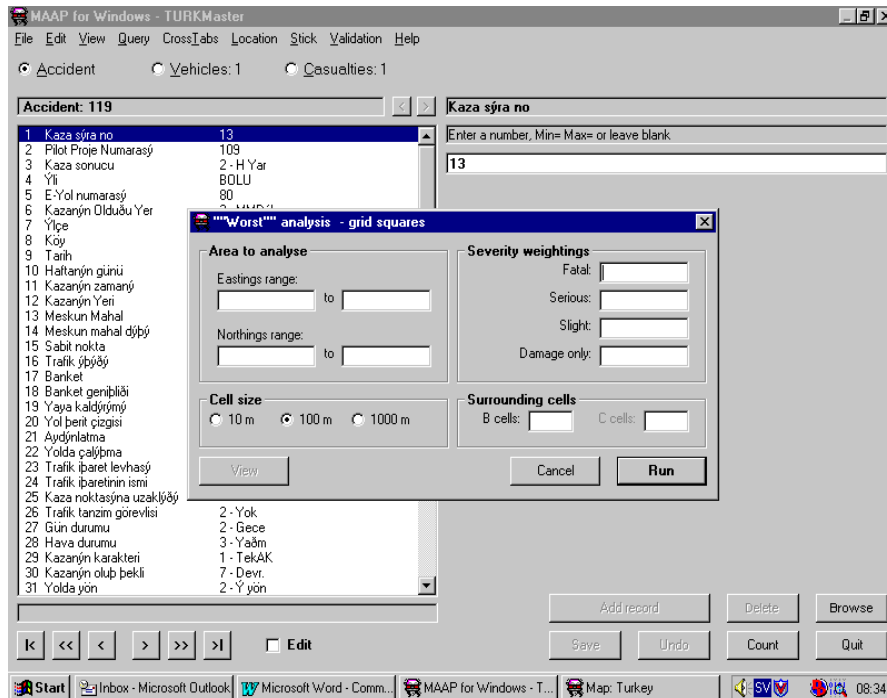 MAAP for Windows - TURKMaster
File Edit View Query CrossTabs Location Stick Validation Help
Accident Vehicles: 1 Casualties: 1
Accident: 119 < > Kaza sýra no
Enter a number, Min= Max= or leave blank
13
1 Kaza sýra no 13
2 Pilot Proje Numarasý 109
3 Kaza sonucu 2 - H Yar
4 Ýli BOLU
5 E-Yol numarasý 80
6 Kazanýn Olduðu Yer
7 Ýlçe
8 Köy
9 Tarih
10 Haftanýn günü
11 Kazanýn zamaný
12 Kazanýn Yeri
13 Meskun Mahal
14 Meskun mahal dýþý
15 Sabit nokta
16 Trafik ýþýðý
17 Banket
18 Banket geniþliði
19 Yaya kaldýrýmý
20 Yol þerit çizgisi
21 Aydýnlatma
22 Yolda çalýþma
23 Trafik iþaret levhasý
24 Trafik iþaretinin ismi
25 Kaza noktasýna uzaklýðý
26 Trafik tanzim görevlisi 2 - Yok
27 Gün durumu 2 - Gece
28 Hava durumu 3 - Yaðm
29 Kazanýn karakteri 1 - TekAK
30 Kazanýn oluþ þekli 7 - Devr.
31 Yolda yön 2 - Ý yön
""Worst"" analysis - grid squares
Area to analyse
Eastings range:
to
Northings range:
to
Severity weightings
Fatal:
Serious:
Slight:
Damage only:
Cell size
10 m 100 m 1000 m
Surrounding cells
B cells: C cells:
View Cancel Run
Add record Delete Browse
|< << < > >> >| Edit Save Undo Count Quit
Start Inbox - Microsoft Outlook Microsoft Word - Comm... MAAP for Windows - T... Map: Turkey SV 08:34